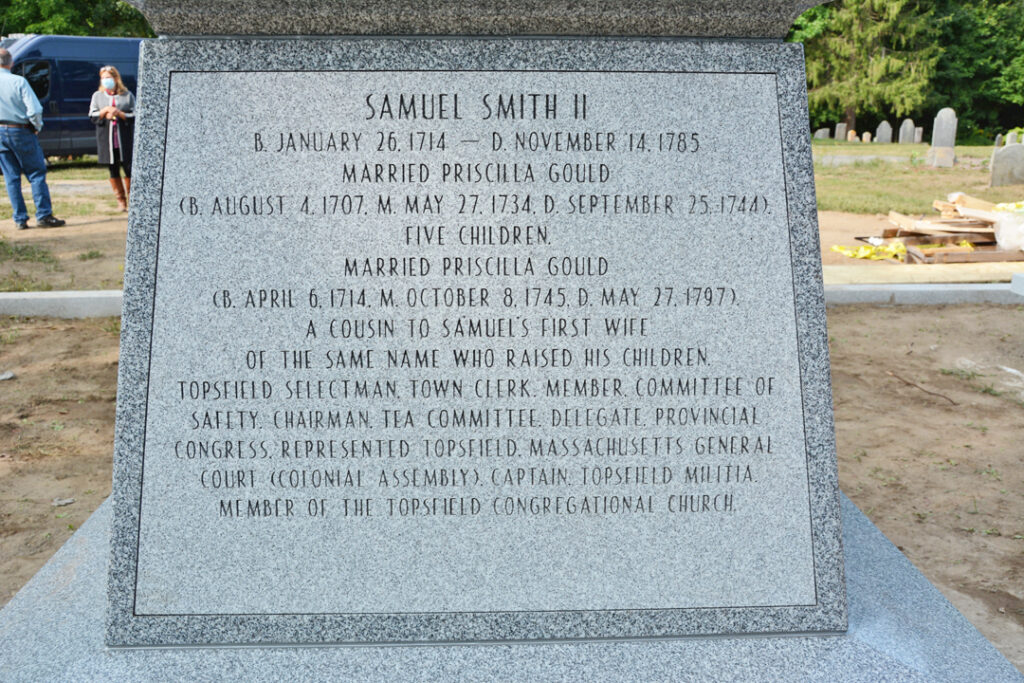 SAMUEL SMITH II
B. JANUARY 26, 1714 — D. NOVEMBER 14, 1785
MARRIED PRISCILLA GOULD
(B. AUGUST 4, 1707, M. MAY 27, 1734, D. SEPTEMBER 25, 1744),
FIVE CHILDREN.
MARRIED PRISCILLA GOULD
(B. APRIL 6, 1714, M. OCTOBER 8, 1745, D. MAY 27, 1797),
A COUSIN TO SAMUEL'S FIRST WIFE
OF THE SAME NAME WHO RAISED HIS CHILDREN.
TOPSFIELD SELECTMAN, TOWN CLERK, MEMBER, COMMITTEE OF
SAFETY, CHAIRMAN, TEA COMMITTEE, DELEGATE, PROVINCIAL
CONGRESS, REPRESENTED TOPSFIELD, MASSACHUSETTS GENERAL
COURT (COLONIAL ASSEMBLY), CAPTAIN, TOPSFIELD MILITIA.
MEMBER OF THE TOPSFIELD CONGREGATIONAL CHURCH.